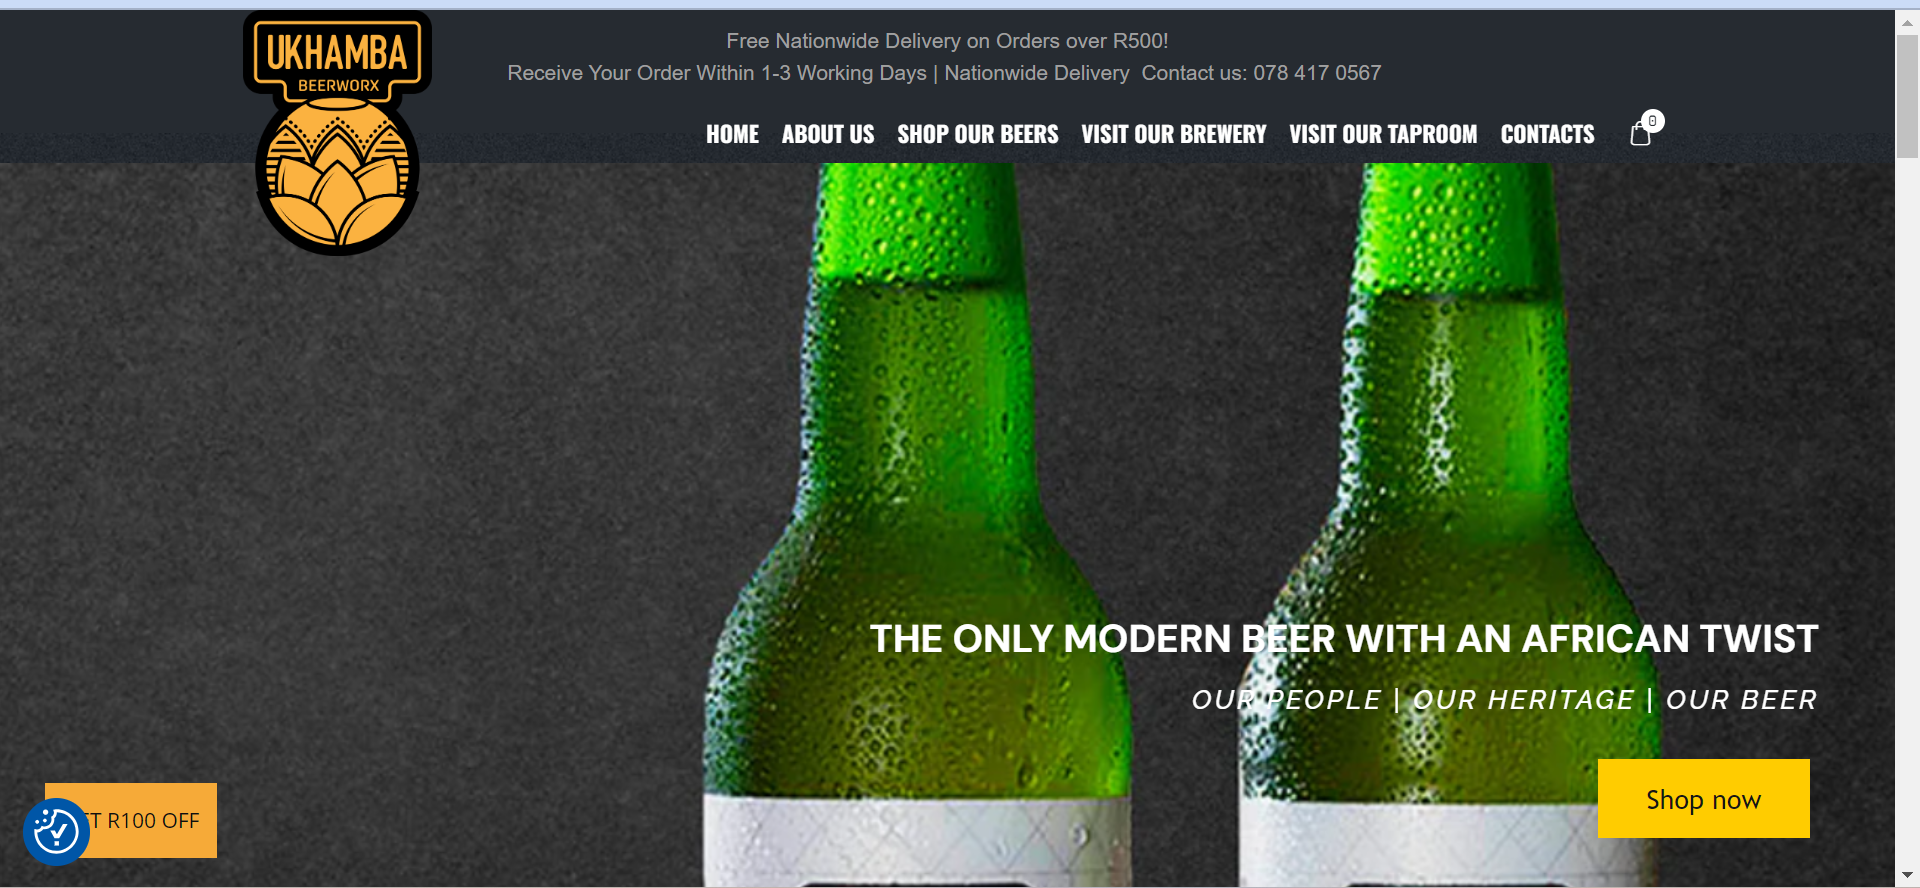 UKHAMBA
BEERWORX
Free Nationwide Delivery on Orders over R500!
Receive Your Order Within 1-3 Working Days | Nationwide Delivery  Contact us: 078 417 0567
HOME ABOUT US SHOP OUR BEERS VISIT OUR BREWERY VISIT OUR TAPROOM CONTACTS 0
THE ONLY MODERN BEER WITH AN AFRICAN TWIST
OUR PEOPLE | OUR HERITAGE | OUR BEER
Shop now
R100 OFF